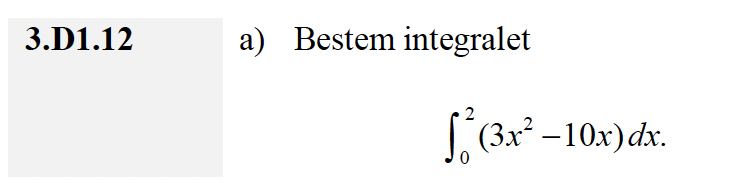 3.D1.12 a) Bestem integralet
∫₀² (3x² – 10x) dx.